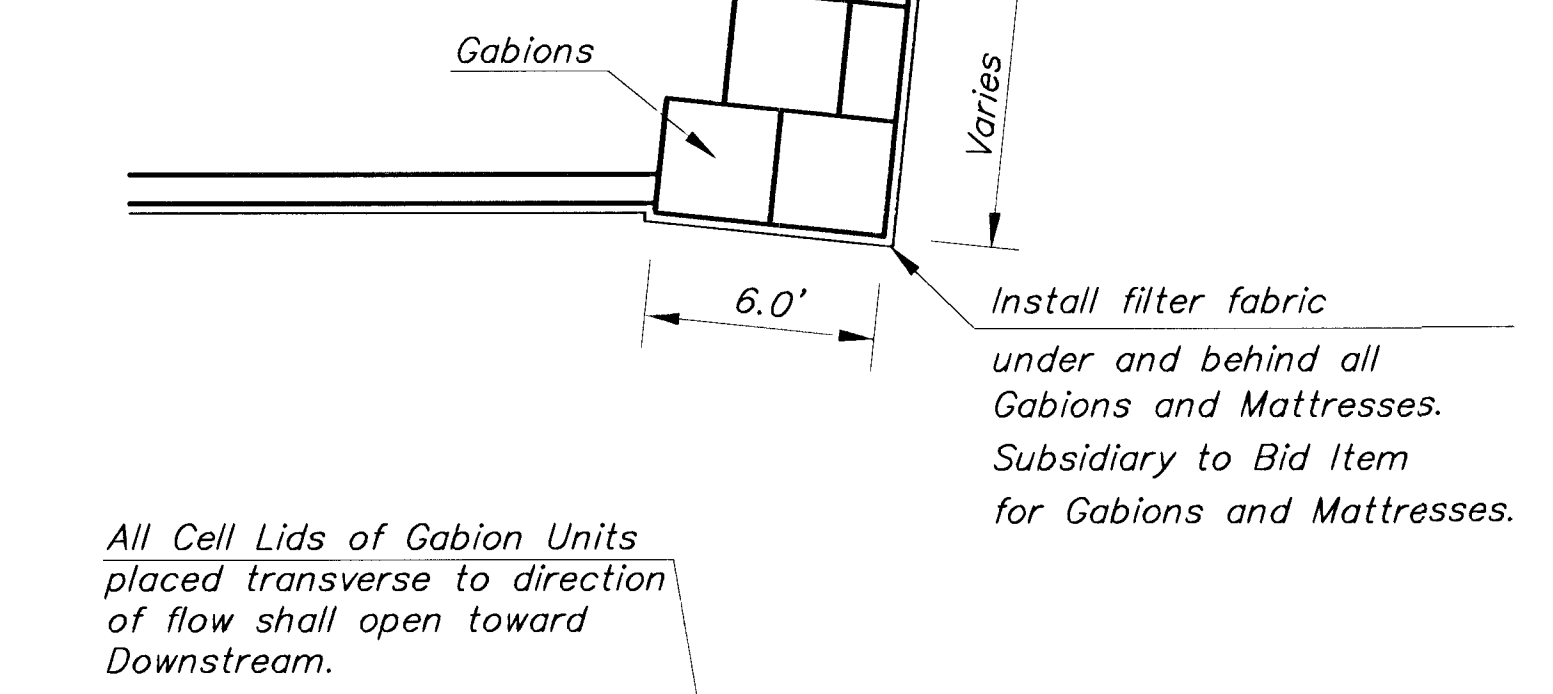 Gabions
Varies
6.0'
Install filter fabric
under and behind all
Gabions and Mattresses.
Subsidiary to Bid Item
for Gabions and Mattresses.
All Cell Lids of Gabion Units
placed transverse to direction
of flow shall open toward
Downstream.